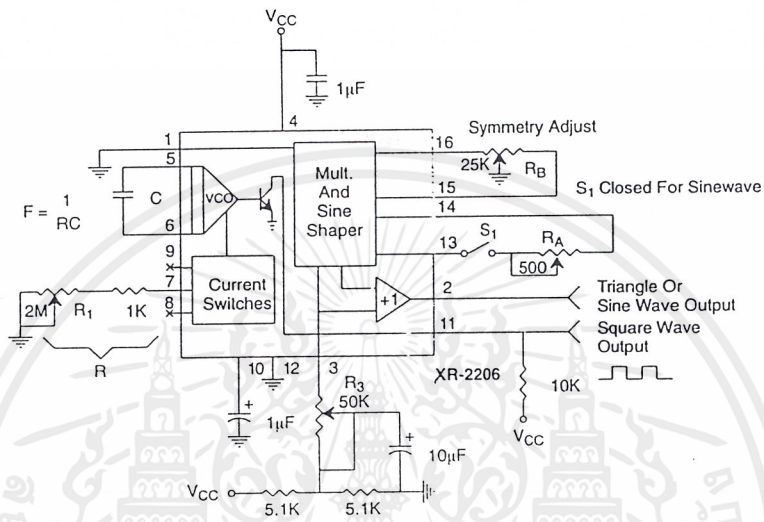 VCC
1µF
4
1
16
Symmetry Adjust
5
25K
RB
Mult.
And
Sine
Shaper
15
S1 Closed For Sinewave
14
F = 1
RC
C
VCO
6
13
S1
RA
500
9
7
8
Current
Switches
+1
2
Triangle Or
Sine Wave Output
2M
R1
1K
11
Square Wave
Output
R
10
12
3
XR-2206
10K
R3
50K
1µF
+
+
10µF
VCC
VCC
5.1K
5.1K